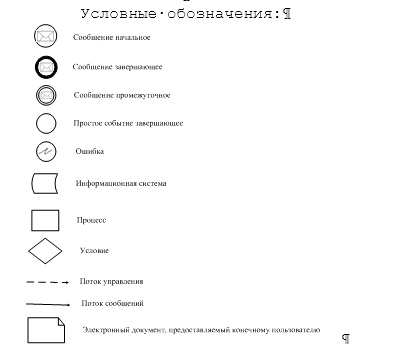 Условные·обозначения:¶
Сообщение начальное
Сообщение завершающее
Сообщение промежуточное
Простое событие завершающее
Ошибка
Информационная система
Процесс
Условие
Поток управления
Поток сообщений
Электронный документ, предоставляемый конечному пользователю
¶